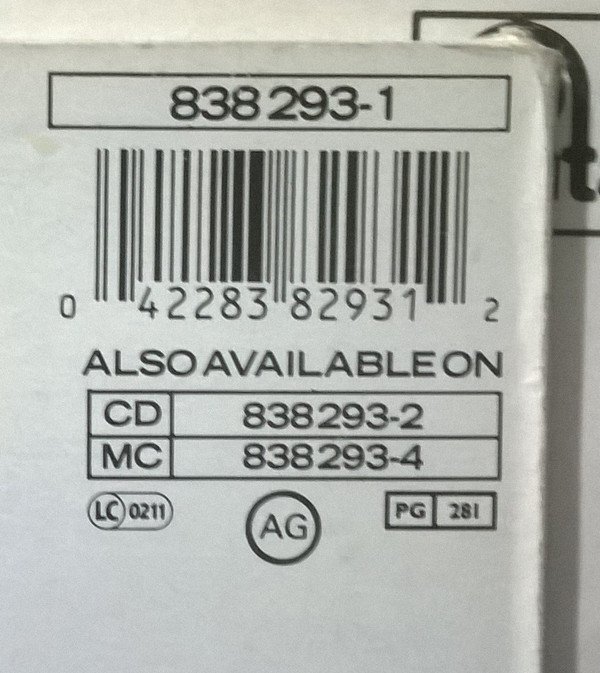 838 293-1
0 42283 82931 2
ALSO AVAILABLE ON
CD 838 293-2
MC 838 293-4
LC 0211 AG PG 281